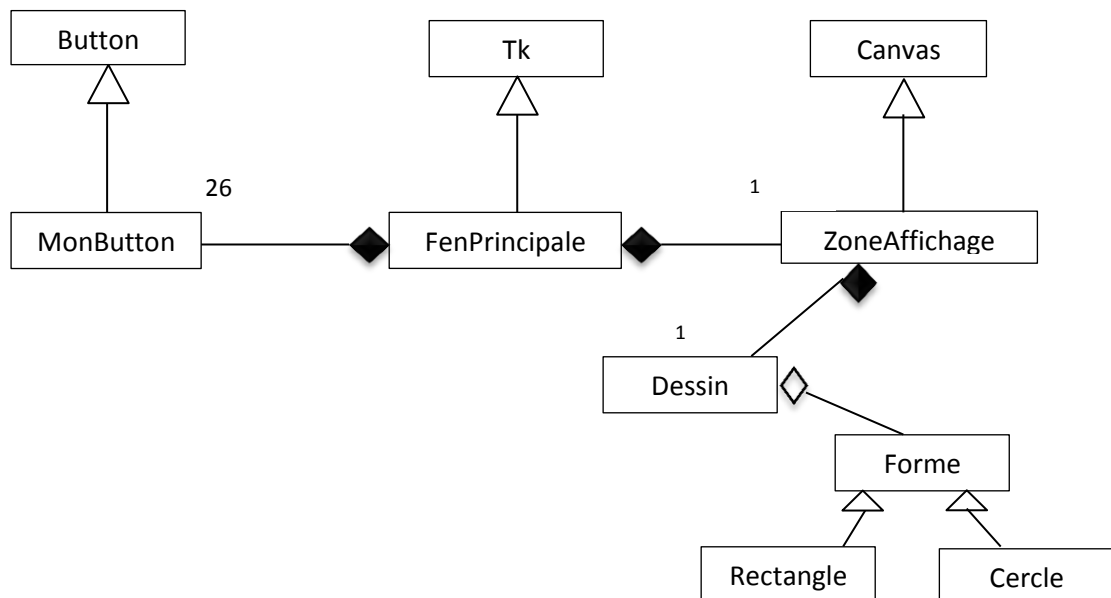 Button
Tk
Canvas
26
1
MonButton
FenPrincipale
ZoneAffichage
1
Dessin
Forme
Rectangle
Cercle